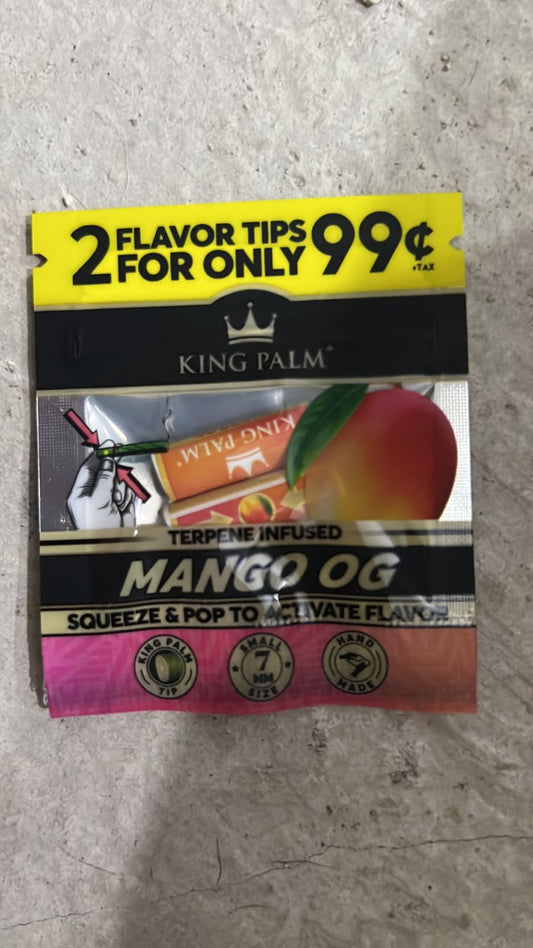 2 FLAVOR TIPS 99¢
FOR ONLY +TAX
KING PALM®
KING PALM®
TERPENE INFUSED
MANGO OG
SQUEEZE & POP TO ACTIVATE FLAVOR
KING PALM TIP
SMALL 7 MM SIZE
HAND MADE